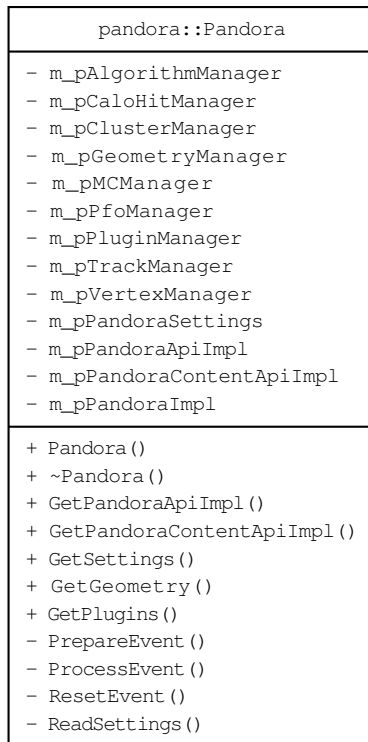 pandora::Pandora
- m_pAlgorithmManager
- m_pCaloHitManager
- m_pClusterManager
- m_pGeometryManager
- m_pMCManager
- m_pPfoManager
- m_pPluginManager
- m_pTrackManager
- m_pVertexManager
- m_pPandoraSettings
- m_pPandoraApiImpl
- m_pPandoraContentApiImpl
- m_pPandoraImpl
+ Pandora()
+ ~Pandora()
+ GetPandoraApiImpl()
+ GetPandoraContentApiImpl()
+ GetSettings()
+ GetGeometry()
+ GetPlugins()
- PrepareEvent()
- ProcessEvent()
- ResetEvent()
- ReadSettings()